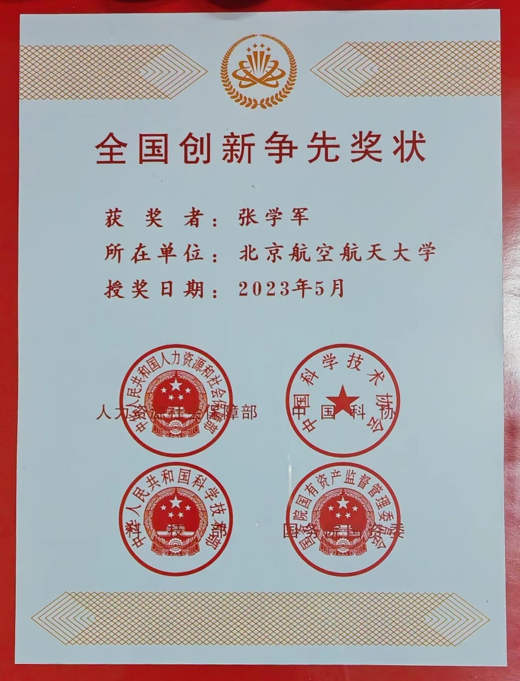 全国创新争先奖状
获奖者：张学军
所在单位：北京航空航天大学
授奖日期：2023年5月
中华人民共和国人力资源和社会保障部
人力资源社会保障部
中国科学技术协会
中国科协
中华人民共和国科学技术部
技部
国务院国有资产监督管理委员会
国务院国资委